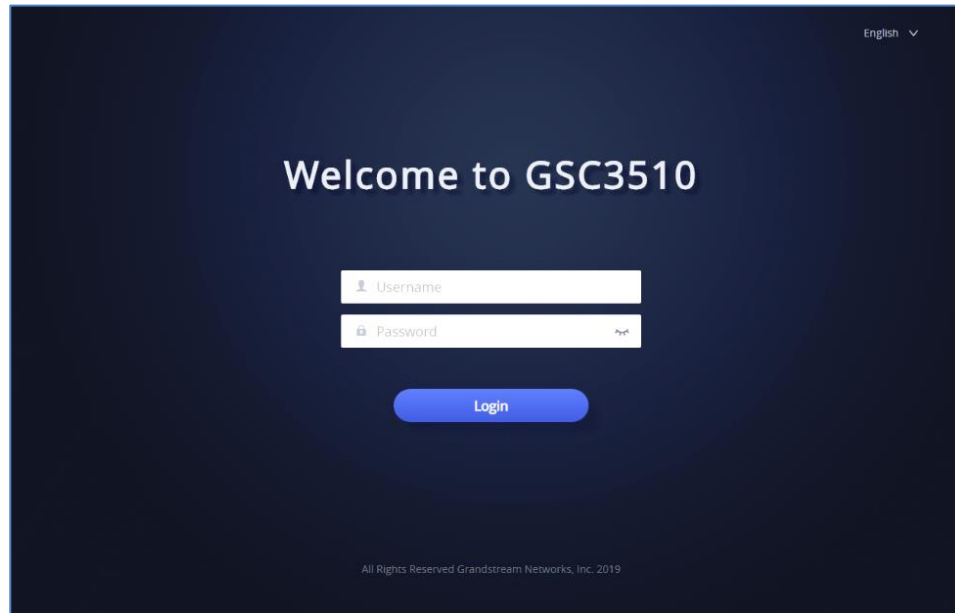 English
Welcome to GSC3510
Username
Password
Login
All Rights Reserved Grandstream Networks, Inc. 2019